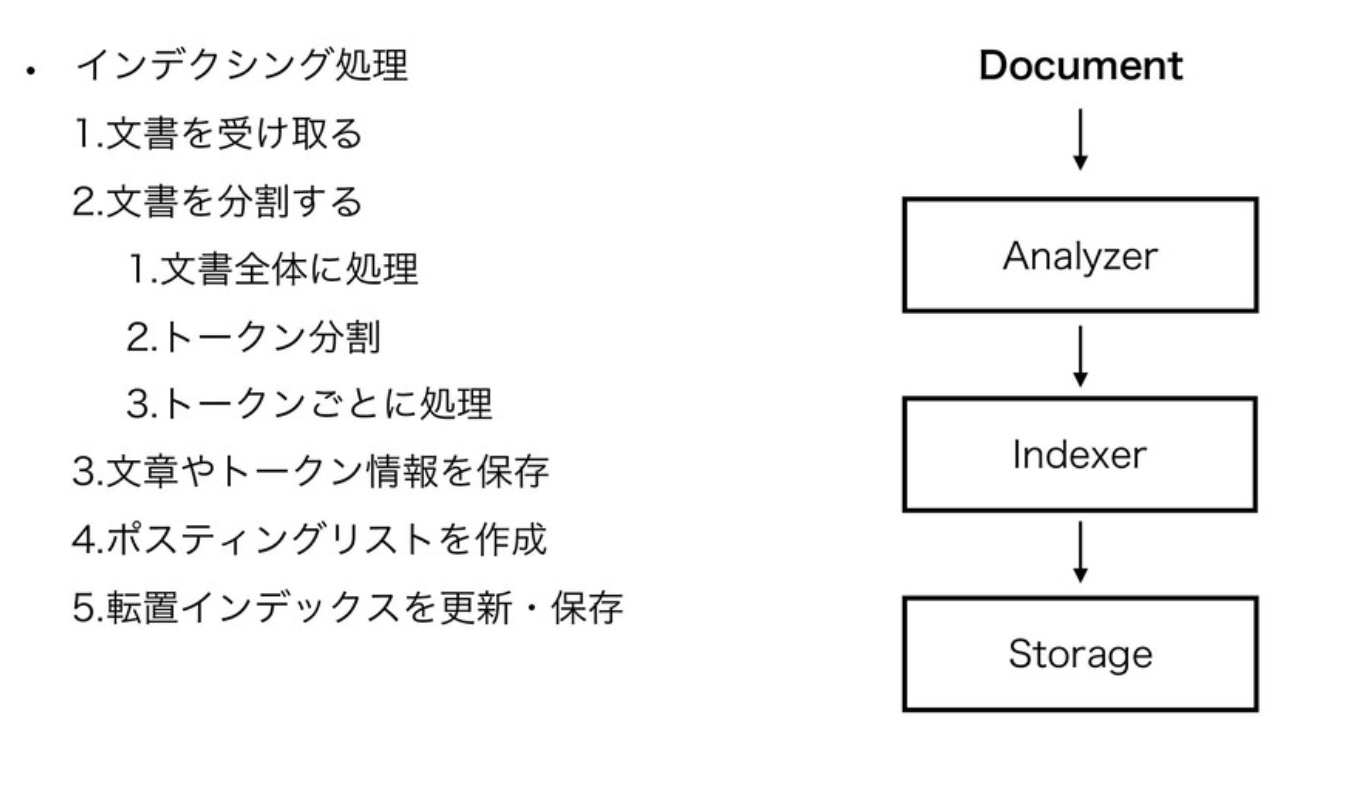 ・ インデクシング処理
1.文書を受け取る
2.文書を分割する
1.文書全体に処理
2.トークン分割
3.トークンごとに処理
3.文章やトークン情報を保存
4.ポスティングリストを作成
5.転置インデックスを更新・保存
Document
Analyzer
Indexer
Storage